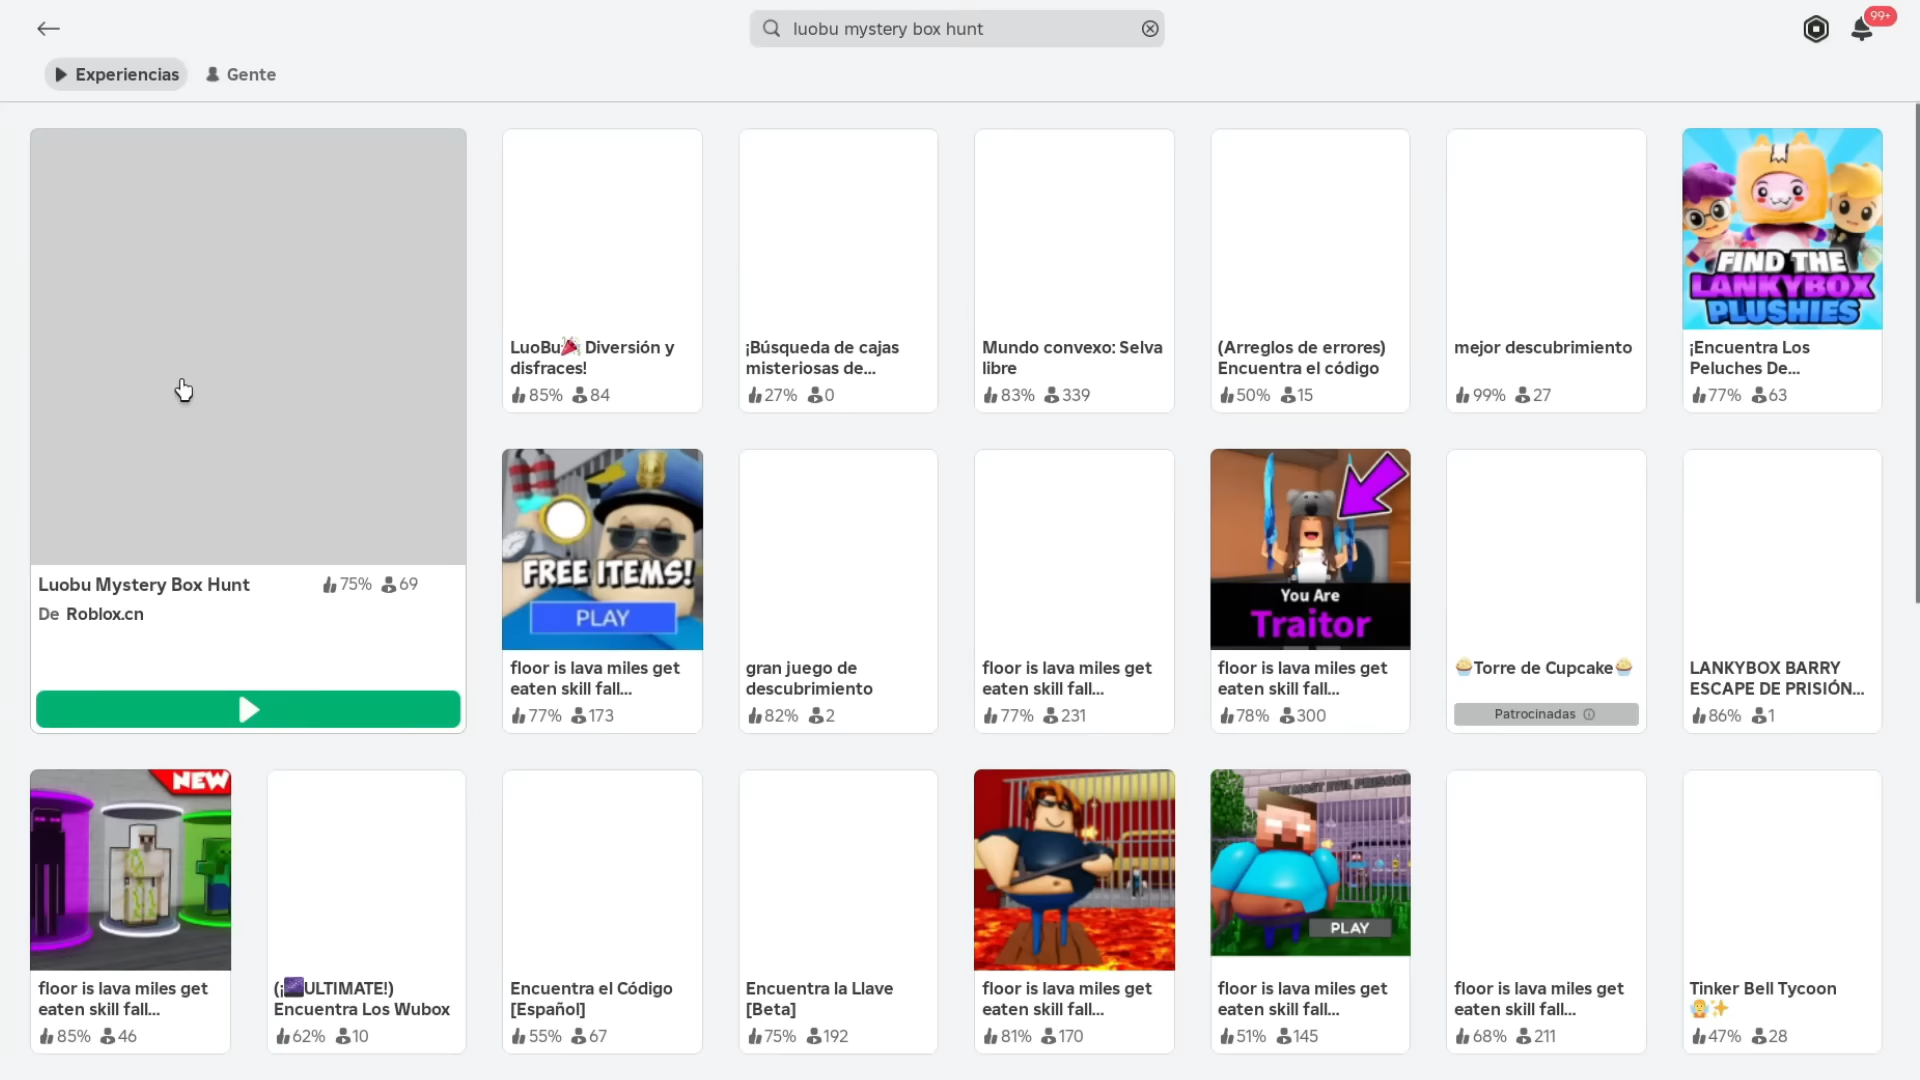 luobu mystery box hunt
99+
Experiencias
Gente
Luobu Mystery Box Hunt
75% 69
De Roblox.cn
LuoBu🎉 Diversión y
disfraces!
85% 84
¡Búsqueda de cajas
misteriosas de...
27% 0
Mundo convexo: Selva
libre
83% 339
(Arreglos de errores)
Encuentra el código
50% 15
mejor descubrimiento
99% 27
FIND THE
LANKYBOX
PLUSHIES
¡Encuentra Los
Peluches De...
77% 63
FREE ITEMS!
PLAY
floor is lava miles get
eaten skill fall...
77% 173
gran juego de
descubrimiento
82% 2
floor is lava miles get
eaten skill fall...
77% 231
You Are
Traitor
floor is lava miles get
eaten skill fall...
78% 300
🧁Torre de Cupcake🧁
Patrocinadas
LANKYBOX BARRY
ESCAPE DE PRISIÓN...
86% 1
NEW
floor is lava miles get
eaten skill fall...
85% 46
(¡🌌ULTIMATE!)
Encuentra Los Wubox
62% 10
Encuentra el Código
[Español]
55% 67
Encuentra la Llave
[Beta]
75% 192
floor is lava miles get
eaten skill fall...
81% 170
MOST EVIL PRISON
PLAY
floor is lava miles get
eaten skill fall...
51% 145
floor is lava miles get
eaten skill fall...
68% 211
Tinker Bell Tycoon
🧚✨
47% 28